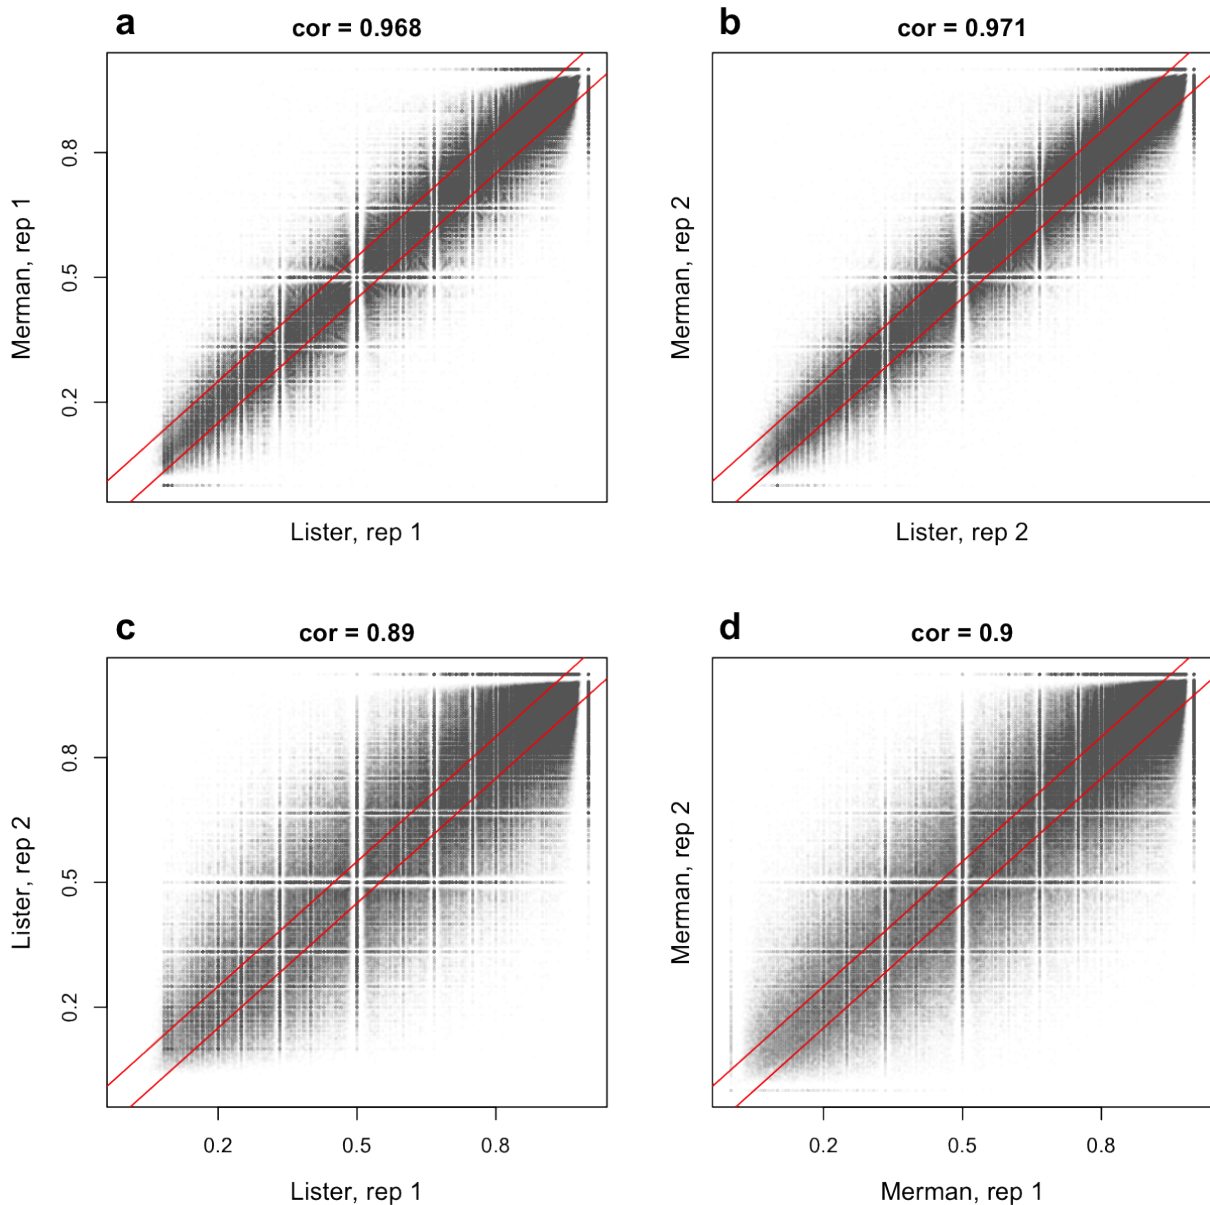 a
cor = 0.968
b
cor = 0.971
Merman, rep 1
0.8
0.5
0.2
Lister, rep 1
Merman, rep 2
Lister, rep 2
c
cor = 0.89
d
cor = 0.9
Lister, rep 2
0.8
0.5
0.2
0.2 0.5 0.8
Lister, rep 1
Merman, rep 2
0.2 0.5 0.8
Merman, rep 1